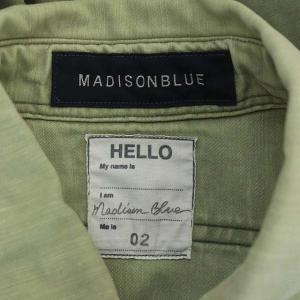 MADISONBLUE
HELLO
My name is
I am
Madison Blue
Me is
02